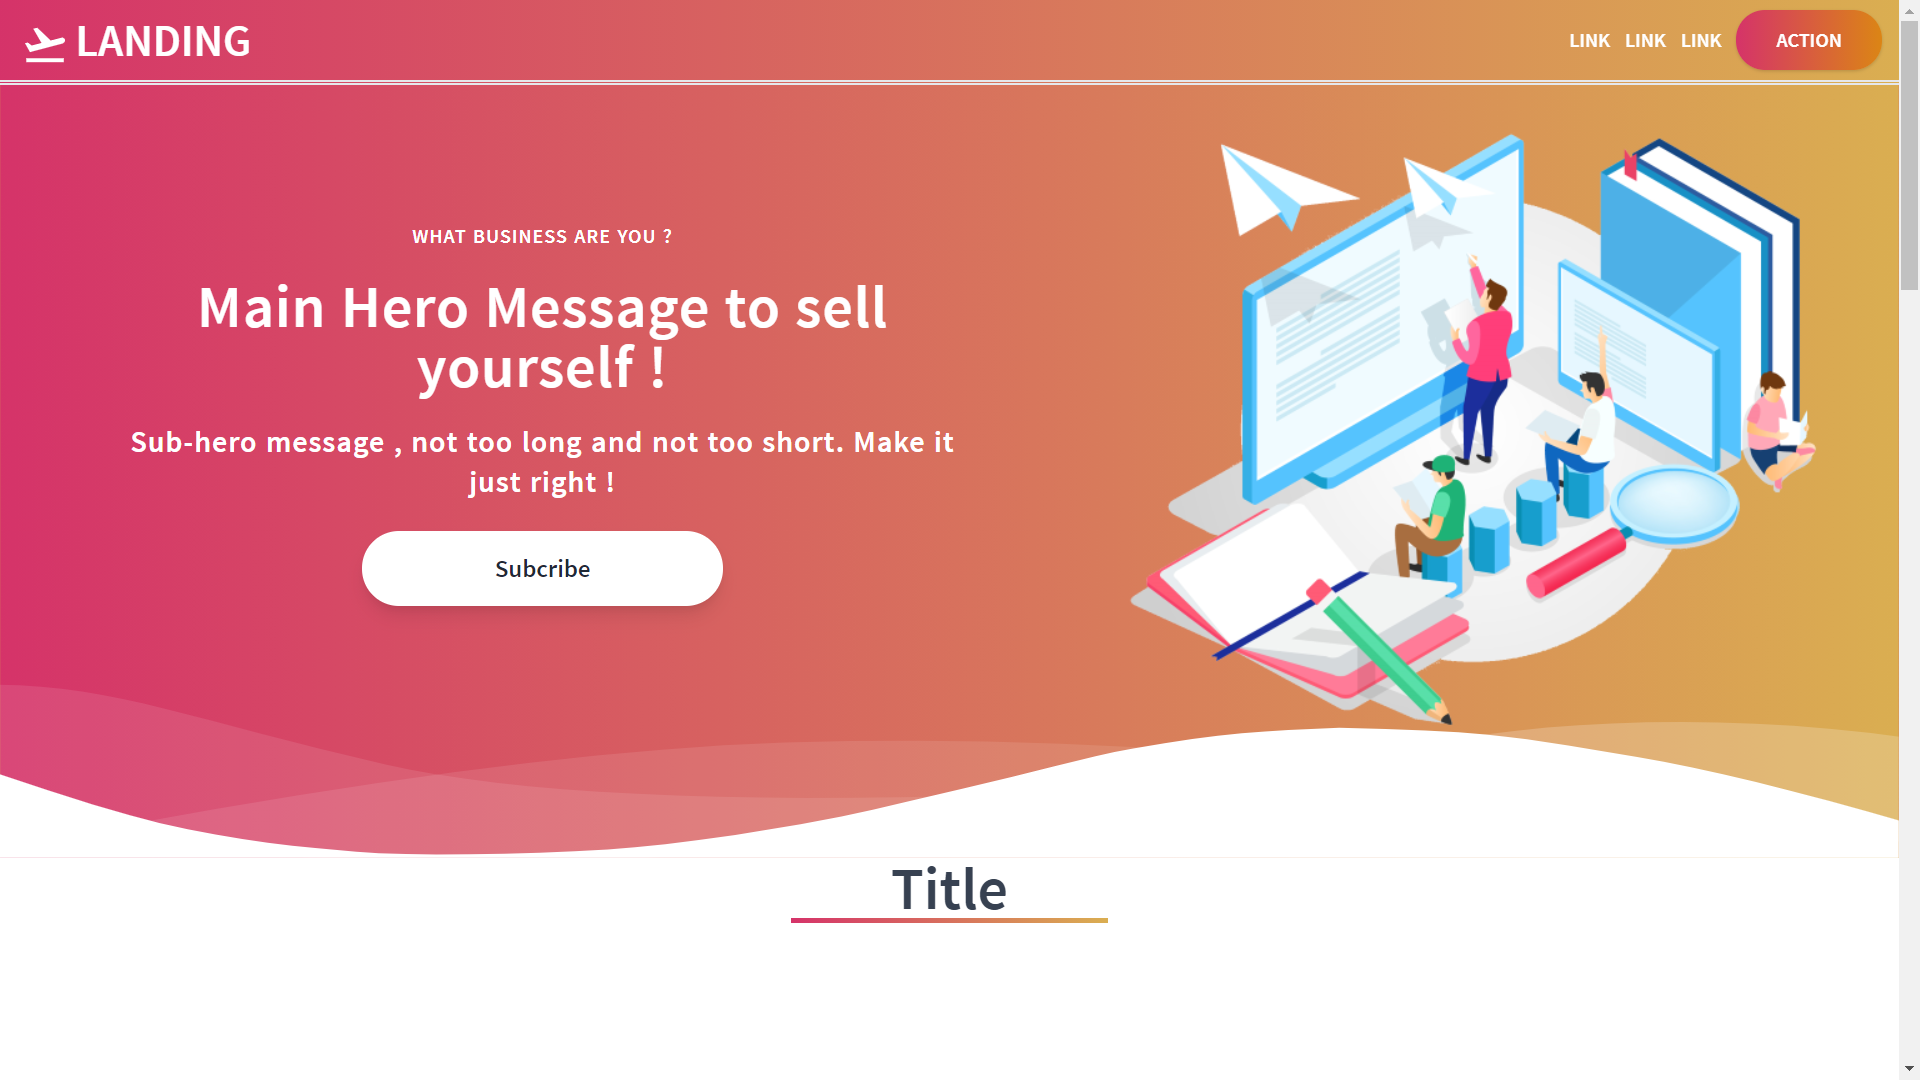 LANDING
LINK LINK LINK ACTION
WHAT BUSINESS ARE YOU ?
Main Hero Message to sell
yourself !
Sub-hero message , not too long and not too short. Make it
just right !
Subcribe
Title